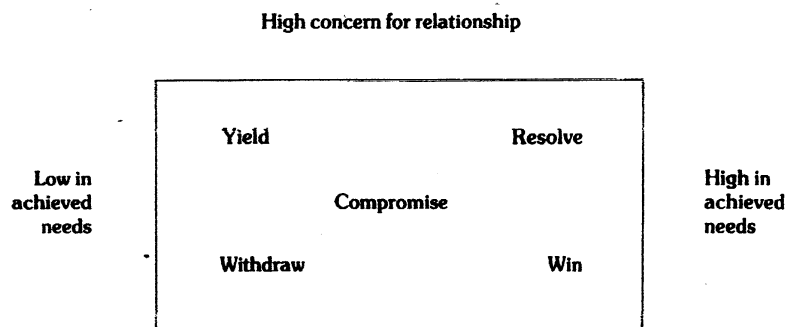 High concern for relationship
Yield
Resolve
Low in
achieved
needs
Compromise
High in
achieved
needs
Withdraw
Win